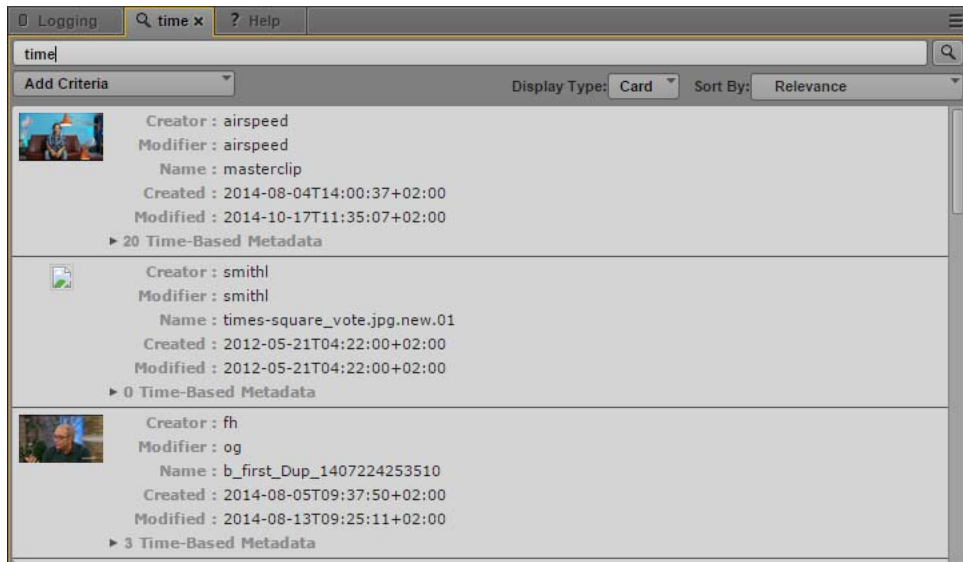 Logging time x ? Help
time
Add Criteria Display Type: Card Sort By: Relevance
Creator : airspeed
Modifier : airspeed
Name : masterclip
Created : 2014-08-04T14:00:37+02:00
Modified : 2014-10-17T11:35:07+02:00
20 Time-Based Metadata
Creator : smithl
Modifier : smithl
Name : times-square_vote.jpg.new.01
Created : 2012-05-21T04:22:00+02:00
Modified : 2012-05-21T04:22:00+02:00
0 Time-Based Metadata
Creator : fh
Modifier : og
Name : b_first_Dup_1407224253510
Created : 2014-08-05T09:37:50+02:00
Modified : 2014-08-13T09:25:11+02:00
3 Time-Based Metadata